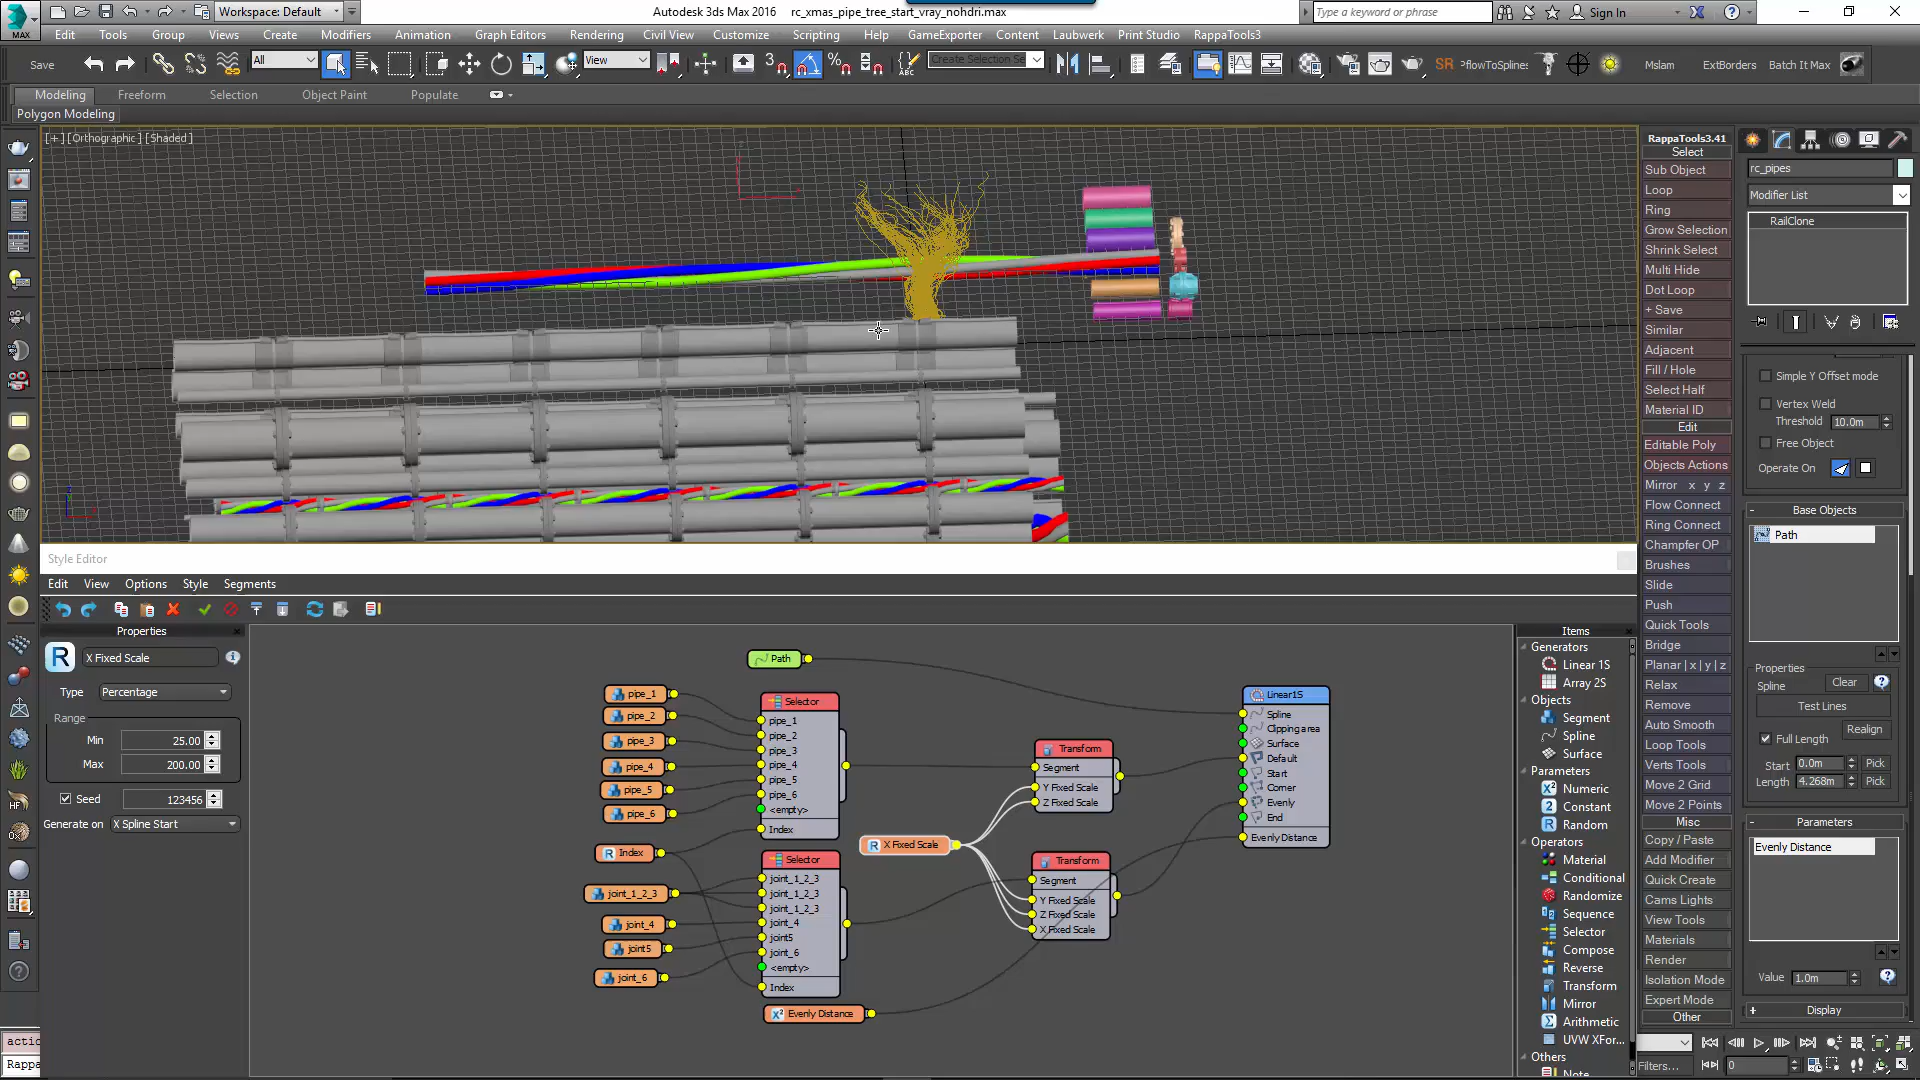 Workspace: Default
Autodesk 3ds Max 2016
rc_xmas_pipe_tree_start_vray_nohdri.max
Type a keyword or phrase
Sign In
MAX
Edit
Tools
Group
Views
Create
Modifiers
Animation
Graph Editors
Rendering
Civil View
Customize
Scripting
GameExporter
Content
Laubwerk
Print Studio
RappaTools3
Save
All
View
3
Create Selection Se
SR
PflowToSplines
Mslam
ExtBorders
Batch It Max
Modeling
Freeform
Selection
Object Paint
Populate
Polygon Modeling
[+] [Orthographic] [Shaded]
Style Editor
Edit
View
Options
Style
Segments
Properties
R
X Fixed Scale
Type
Percentage
Range
Min
25.00
Max
200.00
Seed
123456
Generate on
X Spline Start
HF
Path
pipe_1
pipe_2
pipe_3
pipe_4
pipe_5
pipe_6
R Index
joint_1_2_3
joint_4
joint5
joint_6
Selector
pipe_1
pipe_2
pipe_3
pipe_4
pipe_5
pipe_6
<empty>
Index
Selector
joint_1_2_3
joint_1_2_3
joint_1_2_3
joint_4
joint5
joint_6
<empty>
Index
X² Evenly Distance
R X Fixed Scale
Transform
Segment
Y Fixed Scale
Z Fixed Scale
Transform
Segment
Y Fixed Scale
Z Fixed Scale
X Fixed Scale
Linear1S
Spline
Clipping area
Surface
Default
Start
Corner
Evenly
End
Evenly Distance
Items
Generators
Linear 1S
Array 2S
Objects
Segment
Spline
Surface
Parameters
Numeric
Constant
Random
Operators
Material
Conditional
Randomize
Sequence
Selector
Compose
Reverse
Transform
Mirror
Arithmetic
UVW XFor...
Others
Note
RappaTools3.41
Select
Sub Object
Loop
Ring
Grow Selection
Shrink Select
Multi Hide
Dot Loop
+ Save
Similar
Adjacent
Fill / Hole
Select Half
Material ID
Edit
Editable Poly
Objects Actions
Mirror x y z
Flow Connect
Ring Connect
Champfer OP
Brushes
Slide
Push
Quick Tools
Bridge
Planar | x | y | z
Relax
Remove
Auto Smooth
Loop Tools
Verts Tools
Move 2 Grid
Move 2 Points
Misc
Copy / Paste
Add Modifier
Quick Create
Cams Lights
View Tools
Materials
Render
Isolation Mode
Expert Mode
Other
rc_pipes
Modifier List
RailClone
Simple Y Offset mode
Vertex Weld
Threshold
10.0m
Free Object
Operate On
- Base Objects
Path
Properties
Spline
Clear
Test Lines
Full Length
Realign
Start
0.0m
Pick
Length
4.268m
Pick
- Parameters
Evenly Distance
Value
1.0m
+ Display
actic
Rappa
Filters...
0